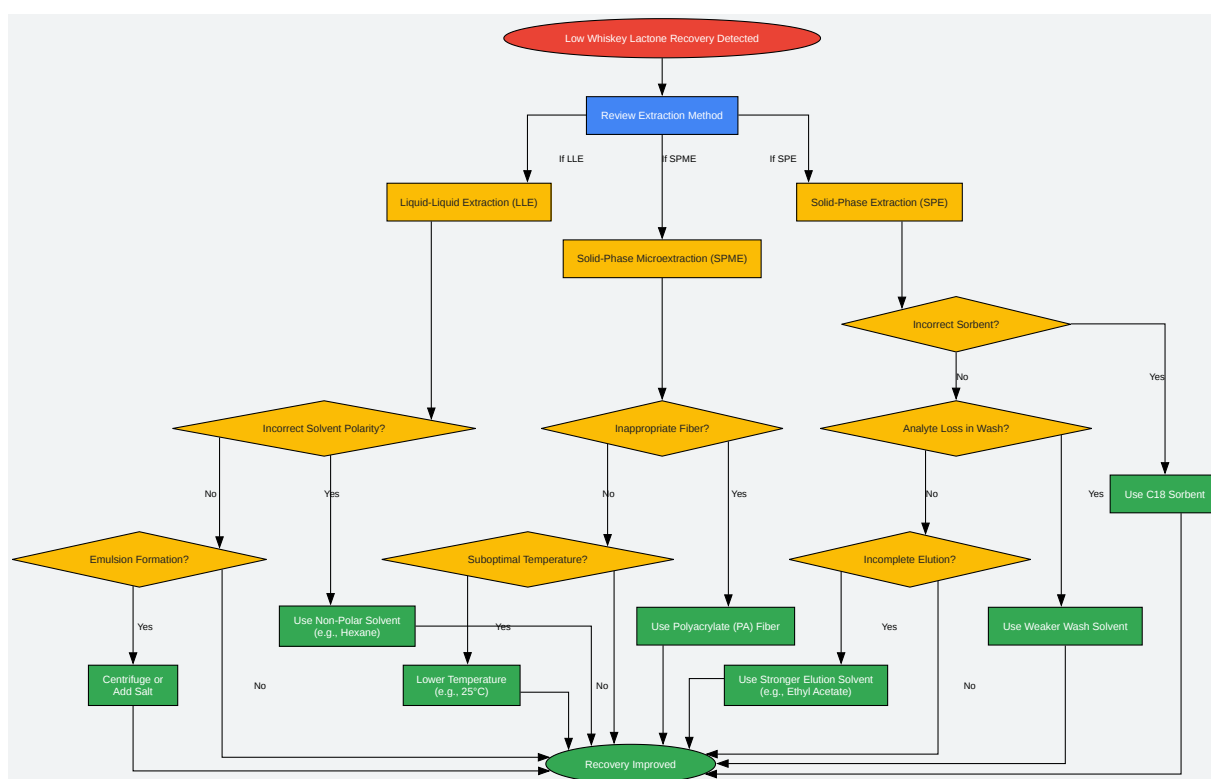 Low Whiskey Lactone Recovery Detected
Review Extraction Method
If LLE
If SPME
If SPE
Liquid-Liquid Extraction (LLE)
Solid-Phase Extraction (SPE)
Solid-Phase Microextraction (SPME)
Incorrect Sorbent?
No
Yes
Incorrect Solvent Polarity?
Inappropriate Fiber?
Analyte Loss in Wash?
No
Yes
No
Yes
No
Yes
Use C18 Sorbent
Emulsion Formation?
Suboptimal Temperature?
Incomplete Elution?
Yes
Use Non-Polar Solvent
(e.g., Hexane)
Yes
Use Polyacrylate (PA) Fiber
Yes
Use Weaker Wash Solvent
Centrifuge or
Add Salt
No
Lower Temperature
(e.g., 25°C)
No
Use Stronger Elution Solvent
(e.g., Ethyl Acetate)
No
Recovery Improved